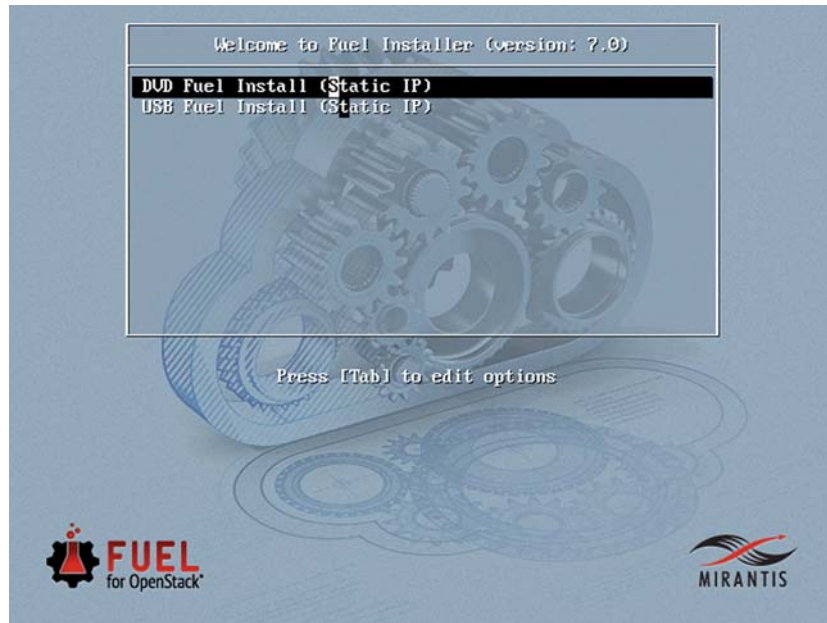 Welcome to Fuel Installer (version: 7.0)
DVD Fuel Install (Static IP)
USB Fuel Install (Static IP)
Press [Tab] to edit options
FUEL
for OpenStack
MIRANTIS